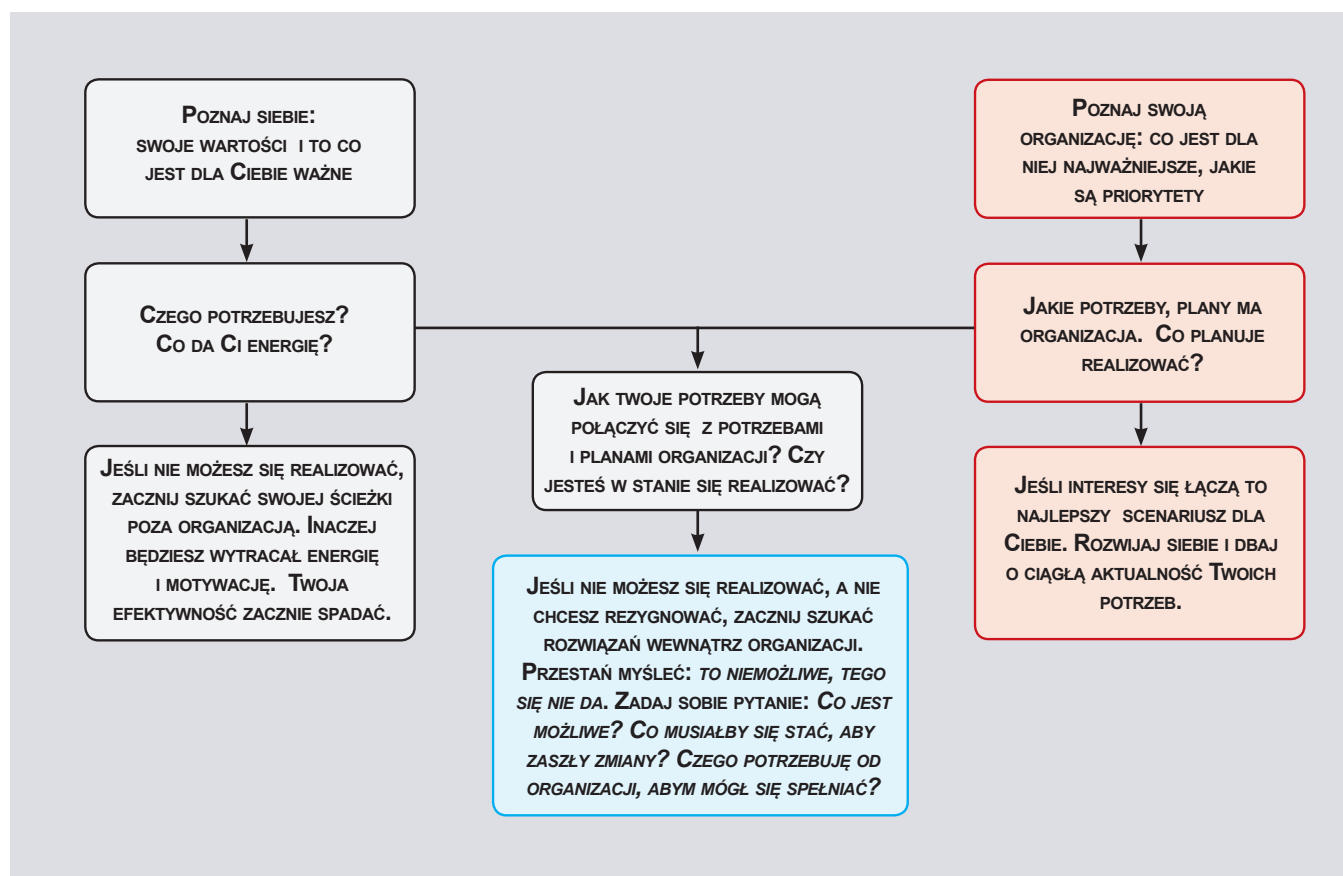 Poznaj siebie:
swoje wartości i to co
jest dla Ciebie ważne
Czego potrzebujesz?
Co da Ci energię?
Jeśli nie możesz się realizować,
zacznij szukać swojej ścieżki
poza organizacją. Inaczej
będziesz wytracał energię
i motywację. Twoja
efektywność zacznie spadać.
Jak twoje potrzeby mogą
połączyć się z potrzebami
i planami organizacji? Czy
jesteś w stanie się realizować?
Jeśli nie możesz się realizować, a nie
chcesz rezygnować, zacznij szukać
rozwiązań wewnątrz organizacji.
Przestań myśleć: to niemożliwe, tego
się nie da. Zadaj sobie pytanie: Co jest
możliwe? Co musiałby się stać, aby
zaszły zmiany? Czego potrzebuję od
organizacji, abym mógł się spełniać?
Poznaj swoją
organizację: co jest dla
niej najważniejsze, jakie
są priorytety
Jakie potrzeby, plany ma
organizacja. Co planuje
realizować?
Jeśli interesy się łączą to
najlepszy scenariusz dla
Ciebie. Rozwijaj siebie i dbaj
o ciągłą aktualność Twoich
potrzeb.